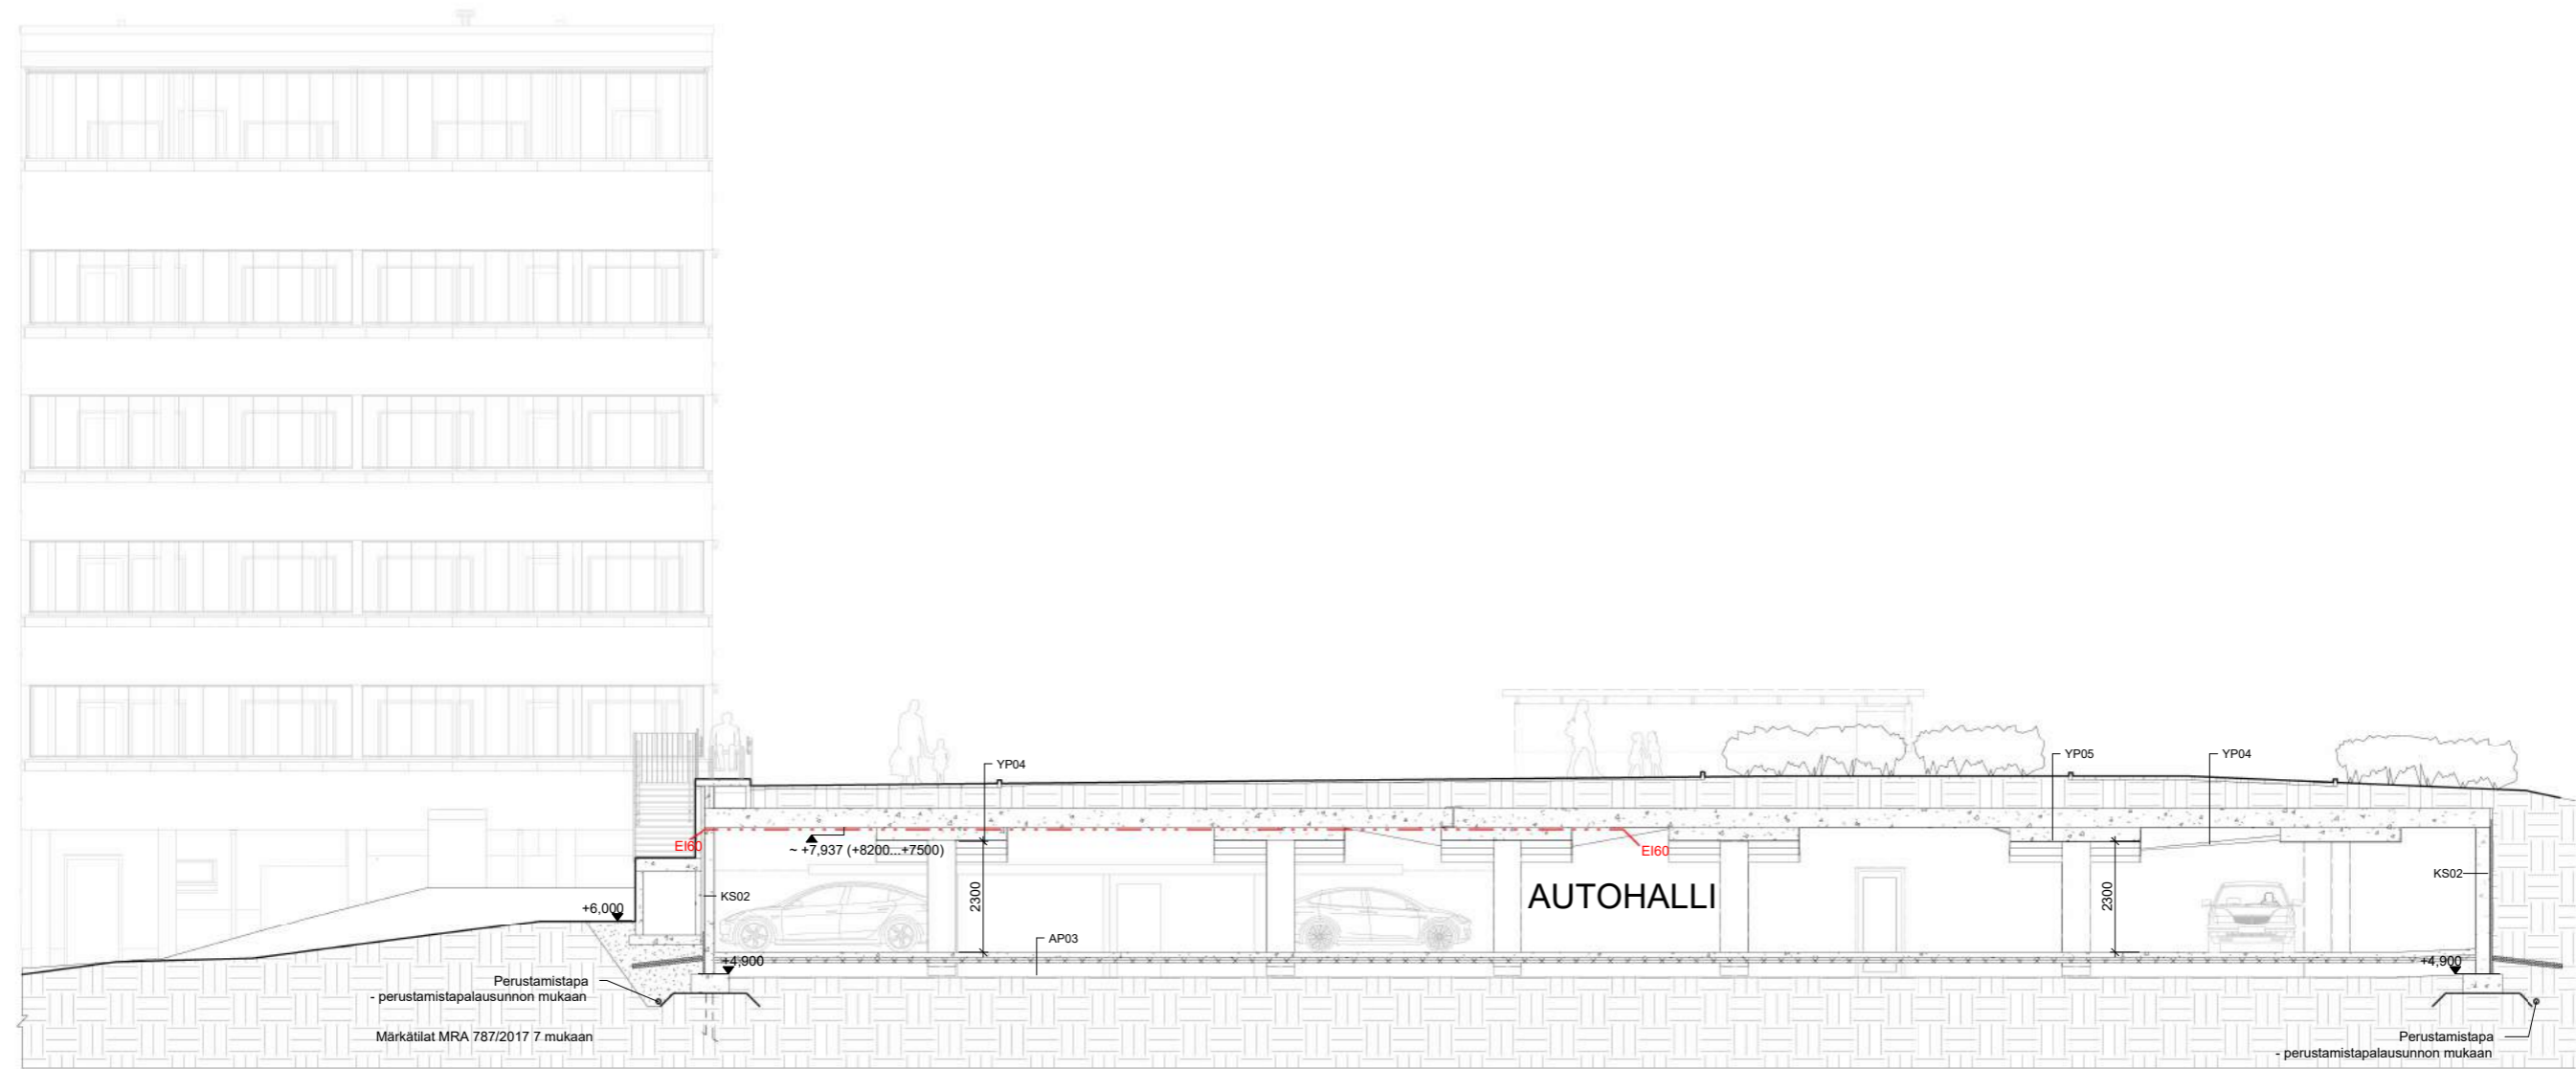 YP04
YP05
YP04
EI60
~ +7,937 (+8200...+7500)
EI60
2300
AUTOHALLI
2300
KS02
KS02
+6,000
AP03
+4,900
+4,900
Perustamistapa
- perustamistapalausunnon mukaan
Märkätilat MRA 787/2017 7 mukaan
Perustamistapa
- perustamistapalausunnon mukaan